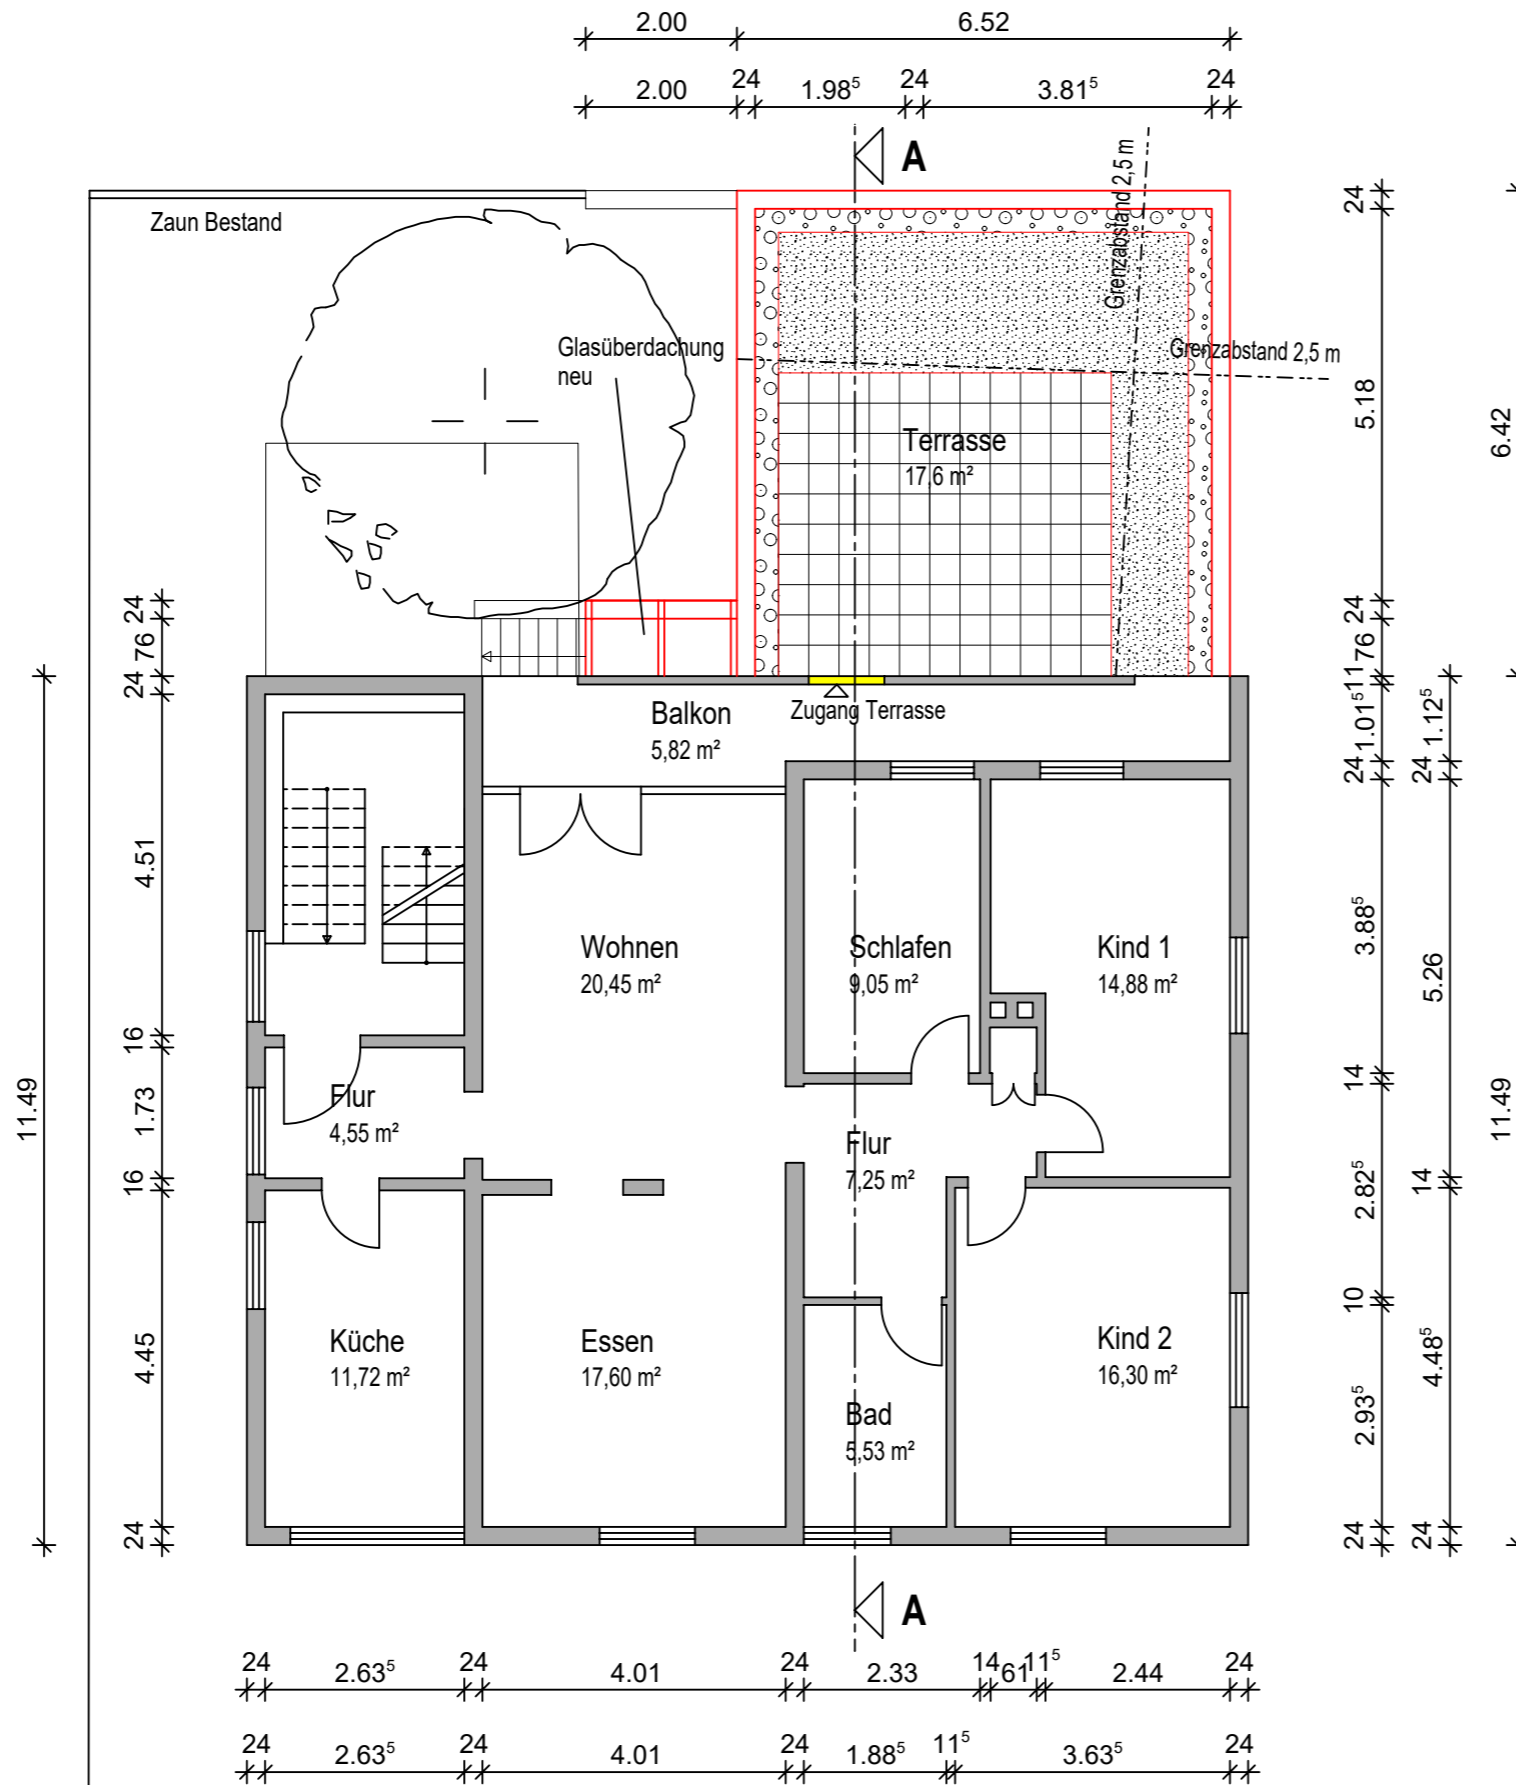 2.00
6.52
2.00
24
1.98⁵
24
3.81⁵
24
A
Zaun Bestand
Grenzabstand 2,5 m
Glasüberdachung
neu
Grenzabstand 2,5 m
Terrasse
17,6 m²
24
5.18
24
76
11
1.01⁵
24
3.88⁵
14
2.82⁵
10
2.93⁵
24
6.42
11.49
1.12⁵
24
5.26
14
4.48⁵
24
24
76
24
4.51
16
1.73
16
4.45
24
11.49
Balkon
5,82 m²
Zugang Terrasse
Wohnen
20,45 m²
Schlafen
9,05 m²
Kind 1
14,88 m²
Flur
4,55 m²
Flur
7,25 m²
Küche
11,72 m²
Essen
17,60 m²
Kind 2
16,30 m²
Bad
5,53 m²
A
24
2.63⁵
24
4.01
24
2.33
14
61
11⁵
2.44
24
24
2.63⁵
24
4.01
24
1.88⁵
11⁵
3.63⁵
24